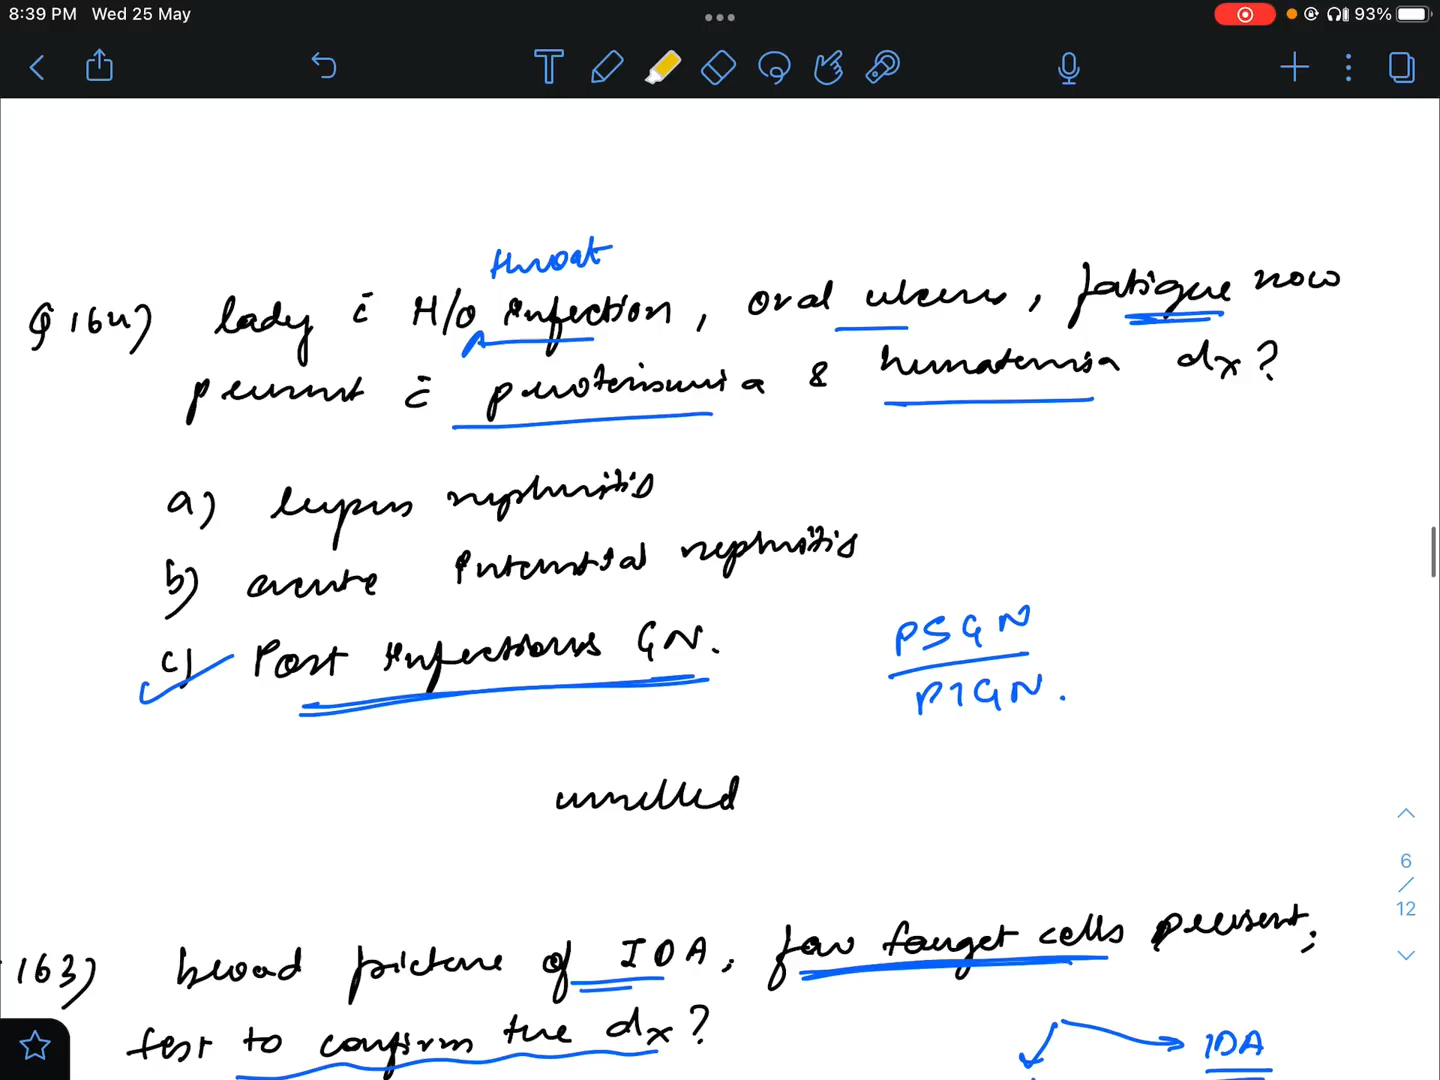 8:39 PM Wed 25 May
93%
throat
Q 164) lady c̄ H/o infection, oral ulcers, fatigue now
present c̄ proteinuria & hematemisa dx?
a) lupus nephritis
b) acute interstitial nephritis
c) Post infectious GN.
PSGN
PIGN.
6
/
12
163) blood picture of IDA, few target cells present;
test to confirm the dx?
IDA